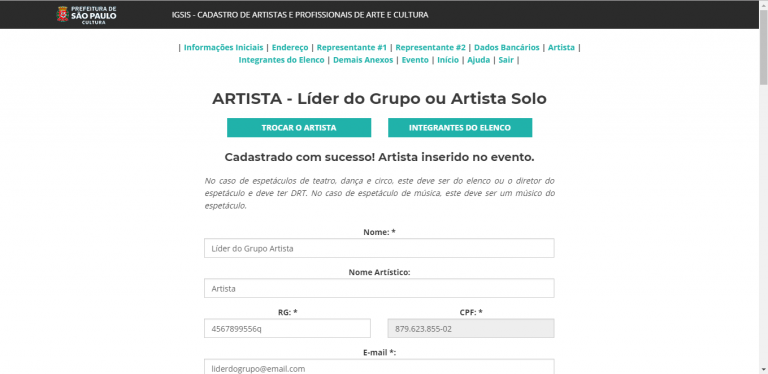 PREFEITURA DE
SÃO PAULO
CULTURA
IGSIS - CADASTRO DE ARTISTAS E PROFISSIONAIS DE ARTE E CULTURA
| Informações Iniciais | Endereço | Representante #1 | Representante #2 | Dados Bancários | Artista |
Integrantes do Elenco | Demais Anexos | Evento | Início | Ajuda | Sair |
ARTISTA - Líder do Grupo ou Artista Solo
TROCAR O ARTISTA
INTEGRANTES DO ELENCO
Cadastrado com sucesso! Artista inserido no evento.
No caso de espetáculos de teatro, dança e circo, este deve ser do elenco ou o diretor do
espetáculo e deve ter DRT. No caso de espetáculo de música, este deve ser um músico do
espetáculo.
Nome: *
Líder do Grupo Artista
Nome Artístico:
Artista
RG: *
CPF: *
4567899556q
879.623.855-02
E-mail *:
liderdogrupo@email.com